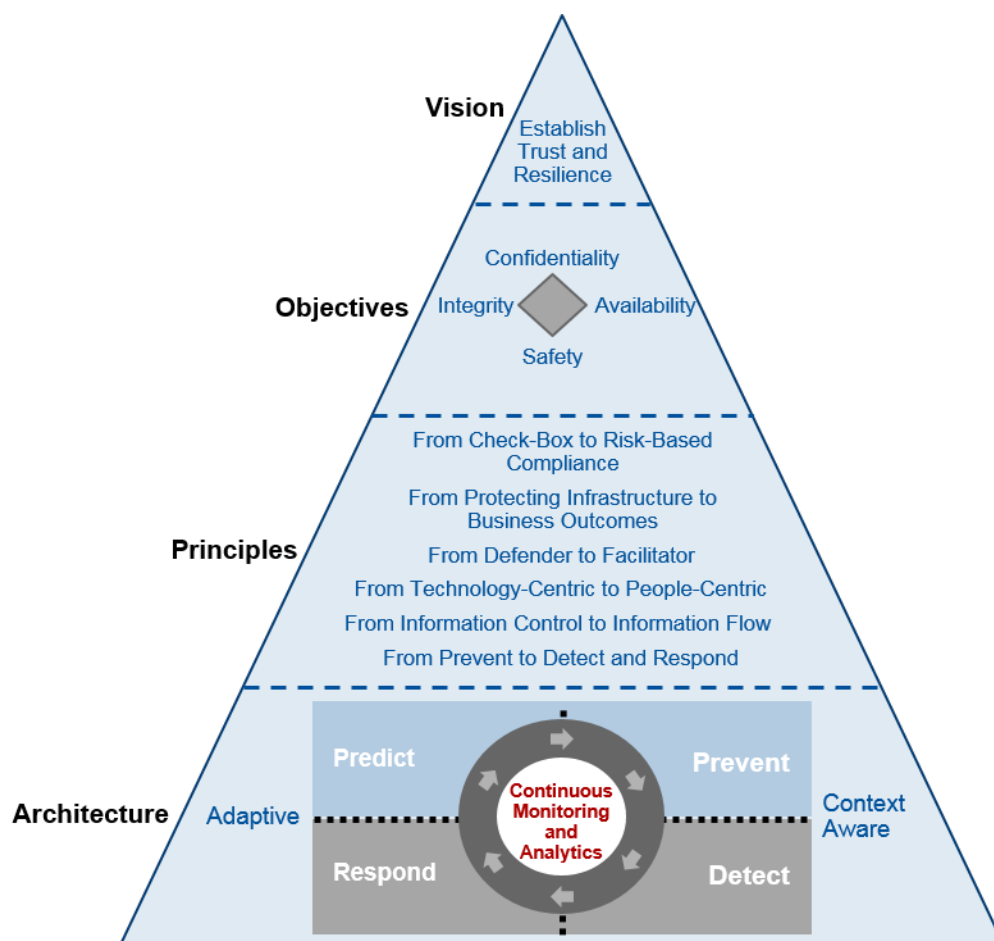 Vision
Establish
Trust and
Resilience
Objectives
Confidentiality
Integrity
Availability
Safety
Principles
From Check-Box to Risk-Based
Compliance
From Protecting Infrastructure to
Business Outcomes
From Defender to Facilitator
From Technology-Centric to People-Centric
From Information Control to Information Flow
From Prevent to Detect and Respond
Architecture
Adaptive
Predict
Prevent
Continuous
Monitoring
and
Analytics
Respond
Detect
Context
Aware